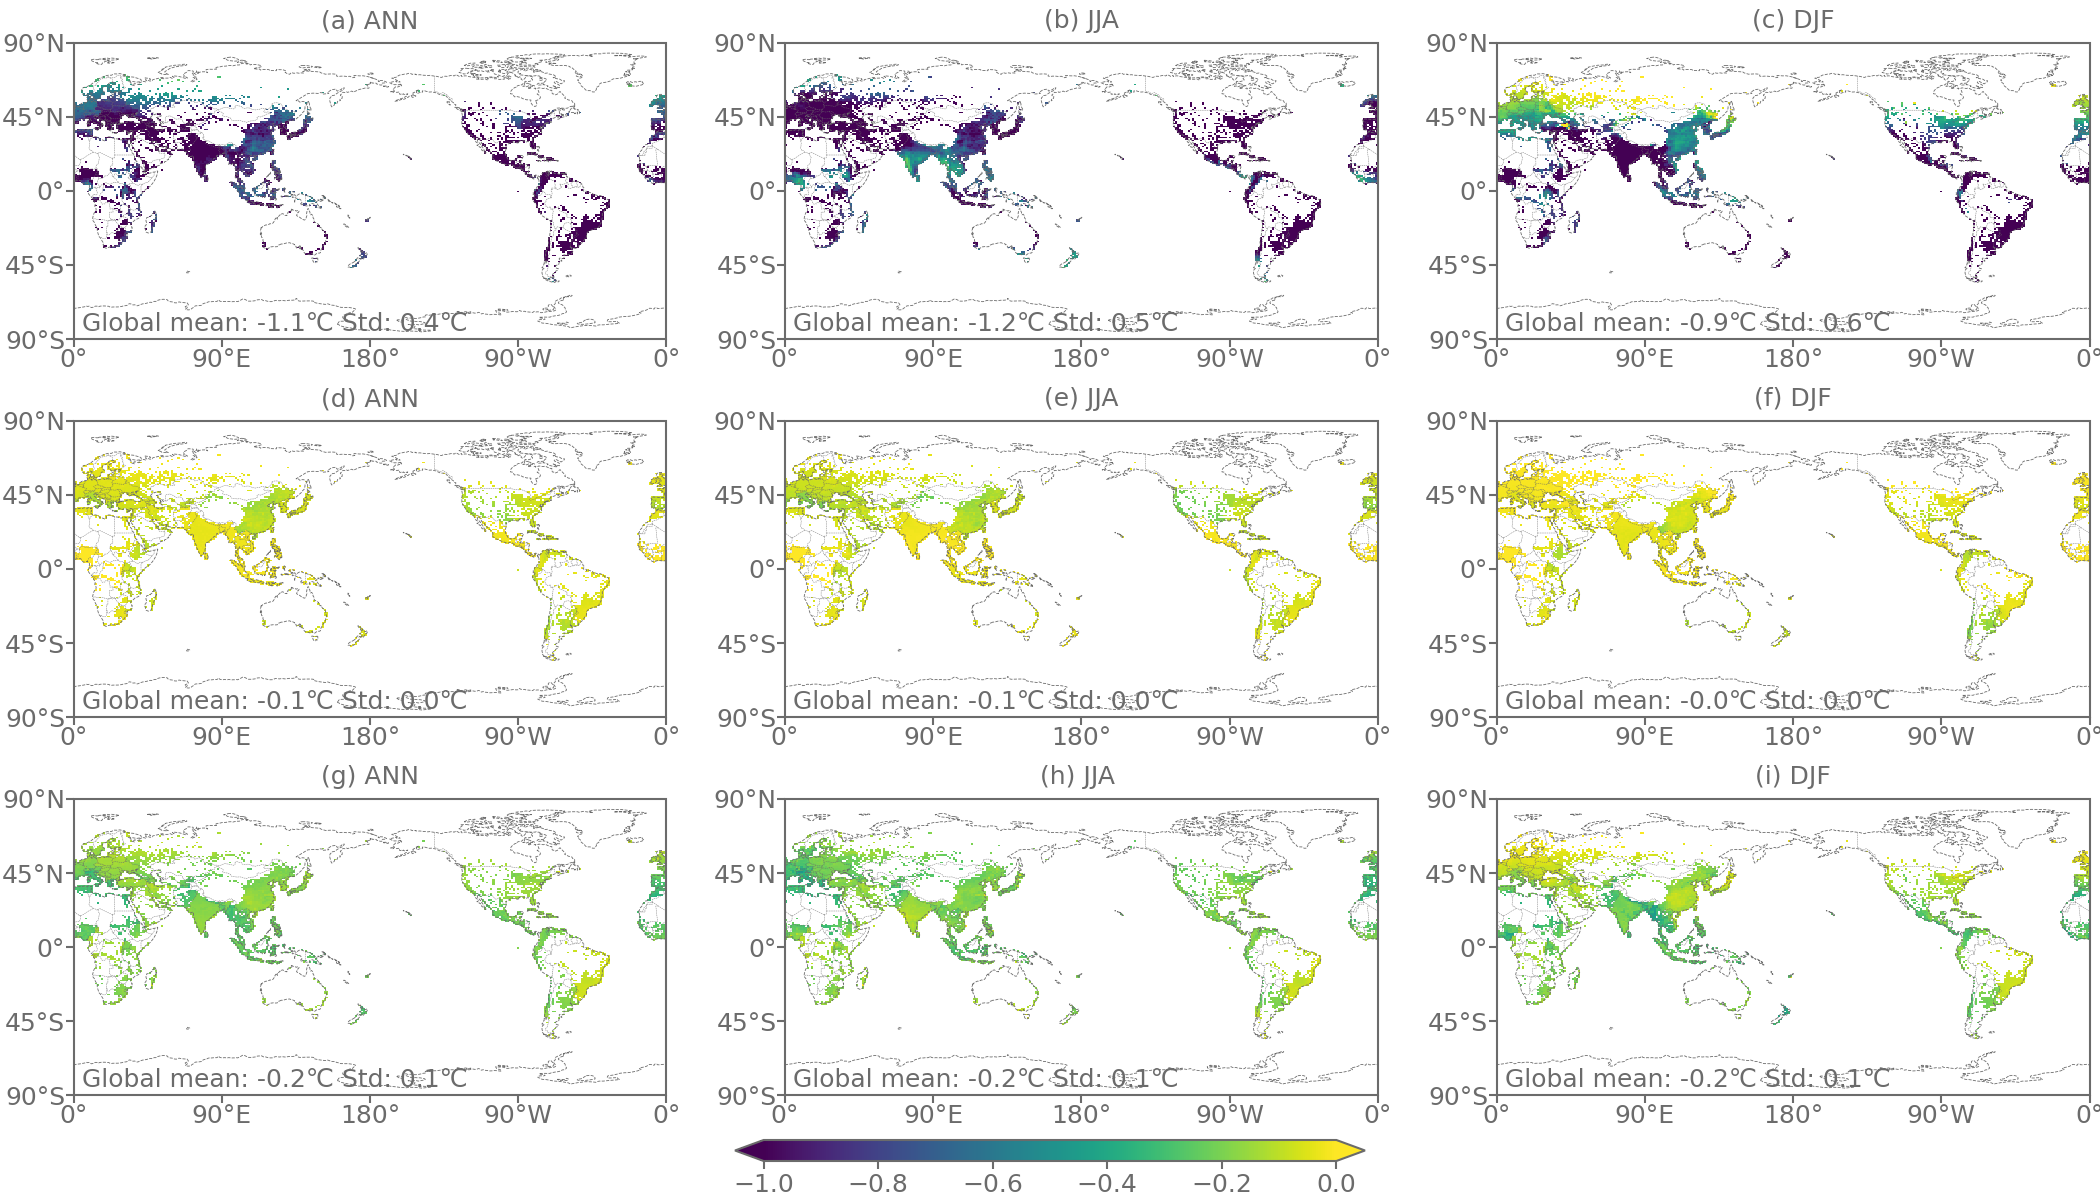 (a) ANN
(b) JJA
(c) DJF
90°N
45°N
0°
45°S
90°S
Global mean: -1.1℃ Std: 0.4℃
0° 90°E 180° 90°W 0°
90°N
45°N
0°
45°S
90°S
Global mean: -1.2℃ Std: 0.5℃
0° 90°E 180° 90°W 0°
90°N
45°N
0°
45°S
90°S
Global mean: -0.9℃ Std: 0.6℃
0° 90°E 180° 90°W 0°
(d) ANN
(e) JJA
(f) DJF
90°N
45°N
0°
45°S
90°S
Global mean: -0.1℃ Std: 0.0℃
0° 90°E 180° 90°W 0°
90°N
45°N
0°
45°S
90°S
Global mean: -0.1℃ Std: 0.0℃
0° 90°E 180° 90°W 0°
90°N
45°N
0°
45°S
90°S
Global mean: -0.0℃ Std: 0.0℃
0° 90°E 180° 90°W 0°
(g) ANN
(h) JJA
(i) DJF
90°N
45°N
0°
45°S
90°S
Global mean: -0.2℃ Std: 0.1℃
0° 90°E 180° 90°W 0°
90°N
45°N
0°
45°S
90°S
Global mean: -0.2℃ Std: 0.1℃
0° 90°E 180° 90°W 0°
90°N
45°N
0°
45°S
90°S
Global mean: -0.2℃ Std: 0.1℃
0° 90°E 180° 90°W 0°
−1.0 −0.8 −0.6 −0.4 −0.2 0.0